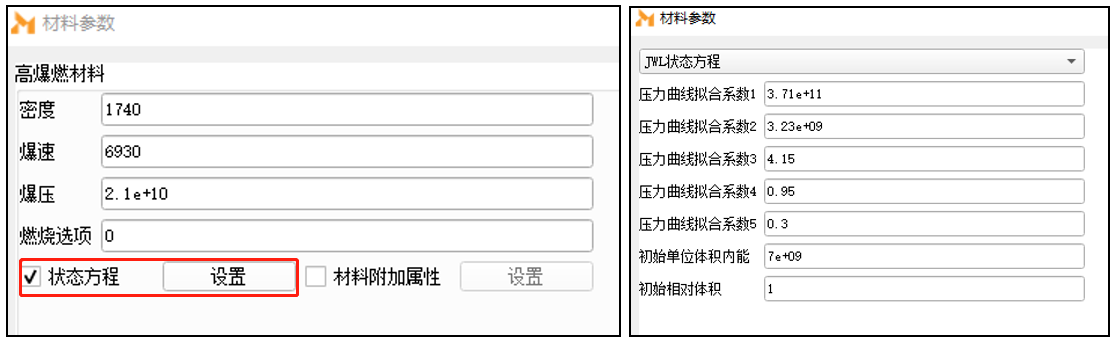 材料参数
高爆燃材料
密度 1740
爆速 6930
爆压 2.1e+10
燃烧选项 0
状态方程 设置 材料附加属性 设置
材料参数
JWL状态方程
压力曲线拟合系数1 3.71e+11
压力曲线拟合系数2 3.23e+09
压力曲线拟合系数3 4.15
压力曲线拟合系数4 0.95
压力曲线拟合系数5 0.3
初始单位体积内能 7e+09
初始相对体积 1